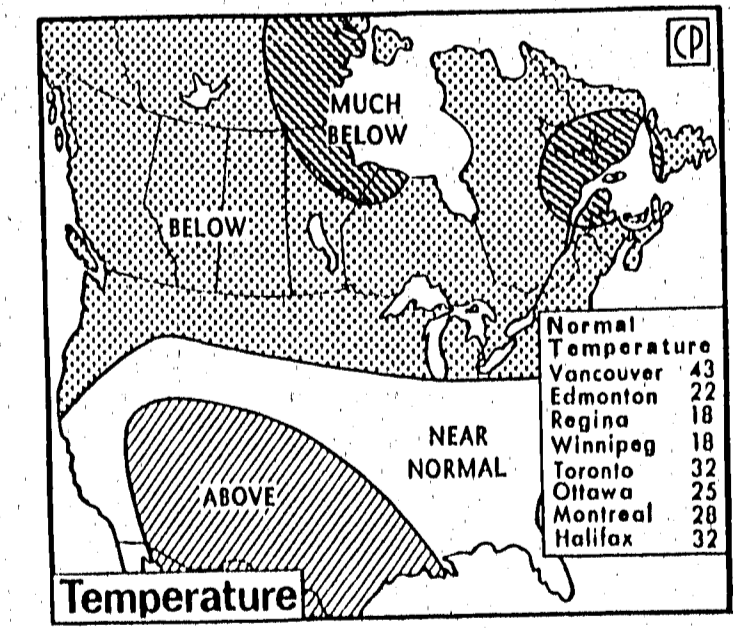 CP
MUCH
BELOW
BELOW
NEAR
NORMAL
ABOVE
Normal
Temperature
Vancouver 43
Edmonton 22
Regina 18
Winnipeg 18
Toronto 32
Ottawa 25
Montreal 28
Halifax 32
Temperature